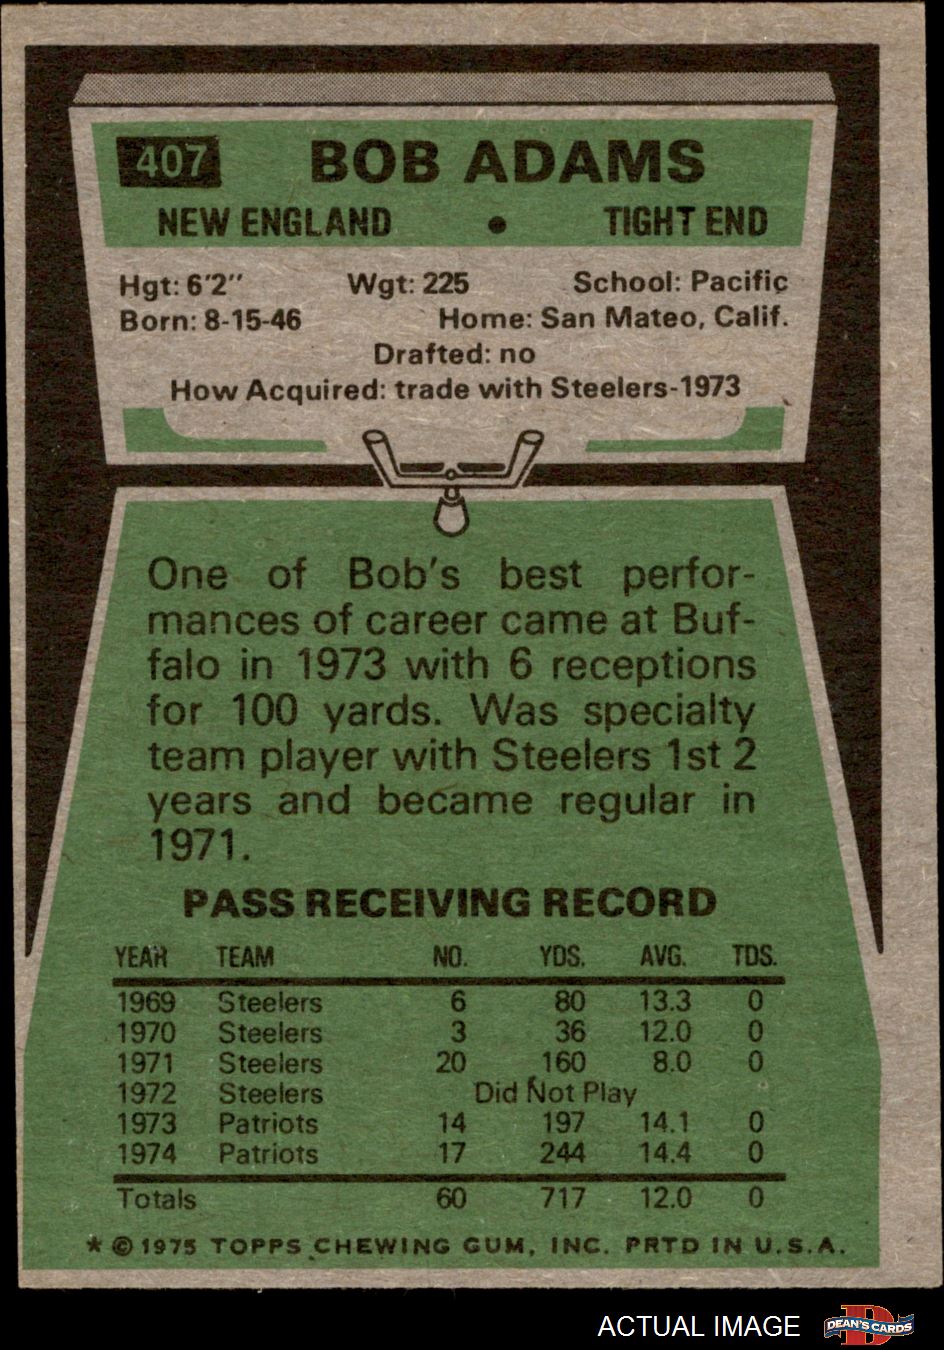 407 BOB ADAMS
NEW ENGLAND • TIGHT END
Hgt: 6'2" Wgt: 225 School: Pacific
Born: 8-15-46 Home: San Mateo, Calif.
Drafted: no
How Acquired: trade with Steelers-1973
One of Bob's best perfor-
mances of career came at Buf-
falo in 1973 with 6 receptions
for 100 yards. Was specialty
team player with Steelers 1st 2
years and became regular in
1971.
PASS RECEIVING RECORD
YEAR TEAM NO. YDS. AVG. TDS.
1969 Steelers 6 80 13.3 0
1970 Steelers 3 36 12.0 0
1971 Steelers 20 160 8.0 0
1972 Steelers Did Not Play
1973 Patriots 14 197 14.1 0
1974 Patriots 17 244 14.4 0
Totals 60 717 12.0 0
* © 1975 TOPPS CHEWING GUM, INC. PRTD IN U.S.A.
ACTUAL IMAGE DEAN'S CARDS